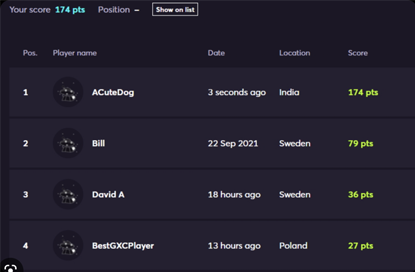 Your score 174 pts Position – Show on list
Pos. Player name Date Location Score
1 ACuteDog 3 seconds ago India 174 pts
2 Bill 22 Sep 2021 Sweden 79 pts
3 David A 18 hours ago Sweden 36 pts
4 BestGXCPlayer 13 hours ago Poland 27 pts